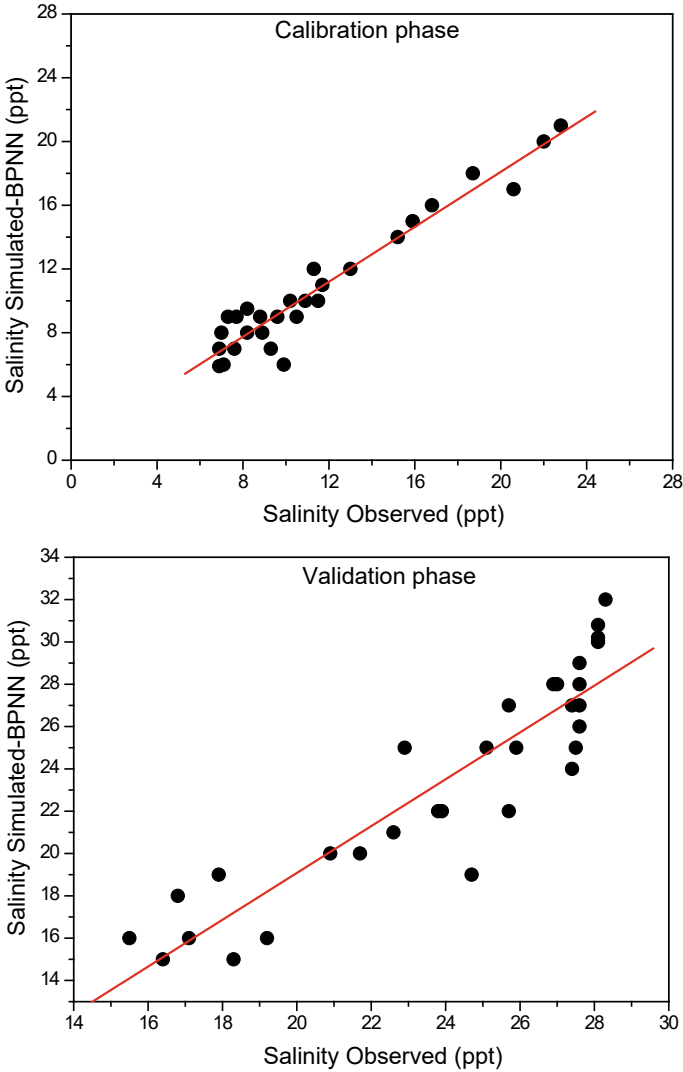 Calibration phase
28
24
20
16
12
8
4
0
Salinity Simulated-BPNN (ppt)
0 4 8 12 16 20 24 28
Salinity Observed (ppt)
Validation phase
34
32
30
28
26
24
22
20
18
16
14
Salinity Simulated-BPNN (ppt)
14 16 18 20 22 24 26 28 30
Salinity Observed (ppt)